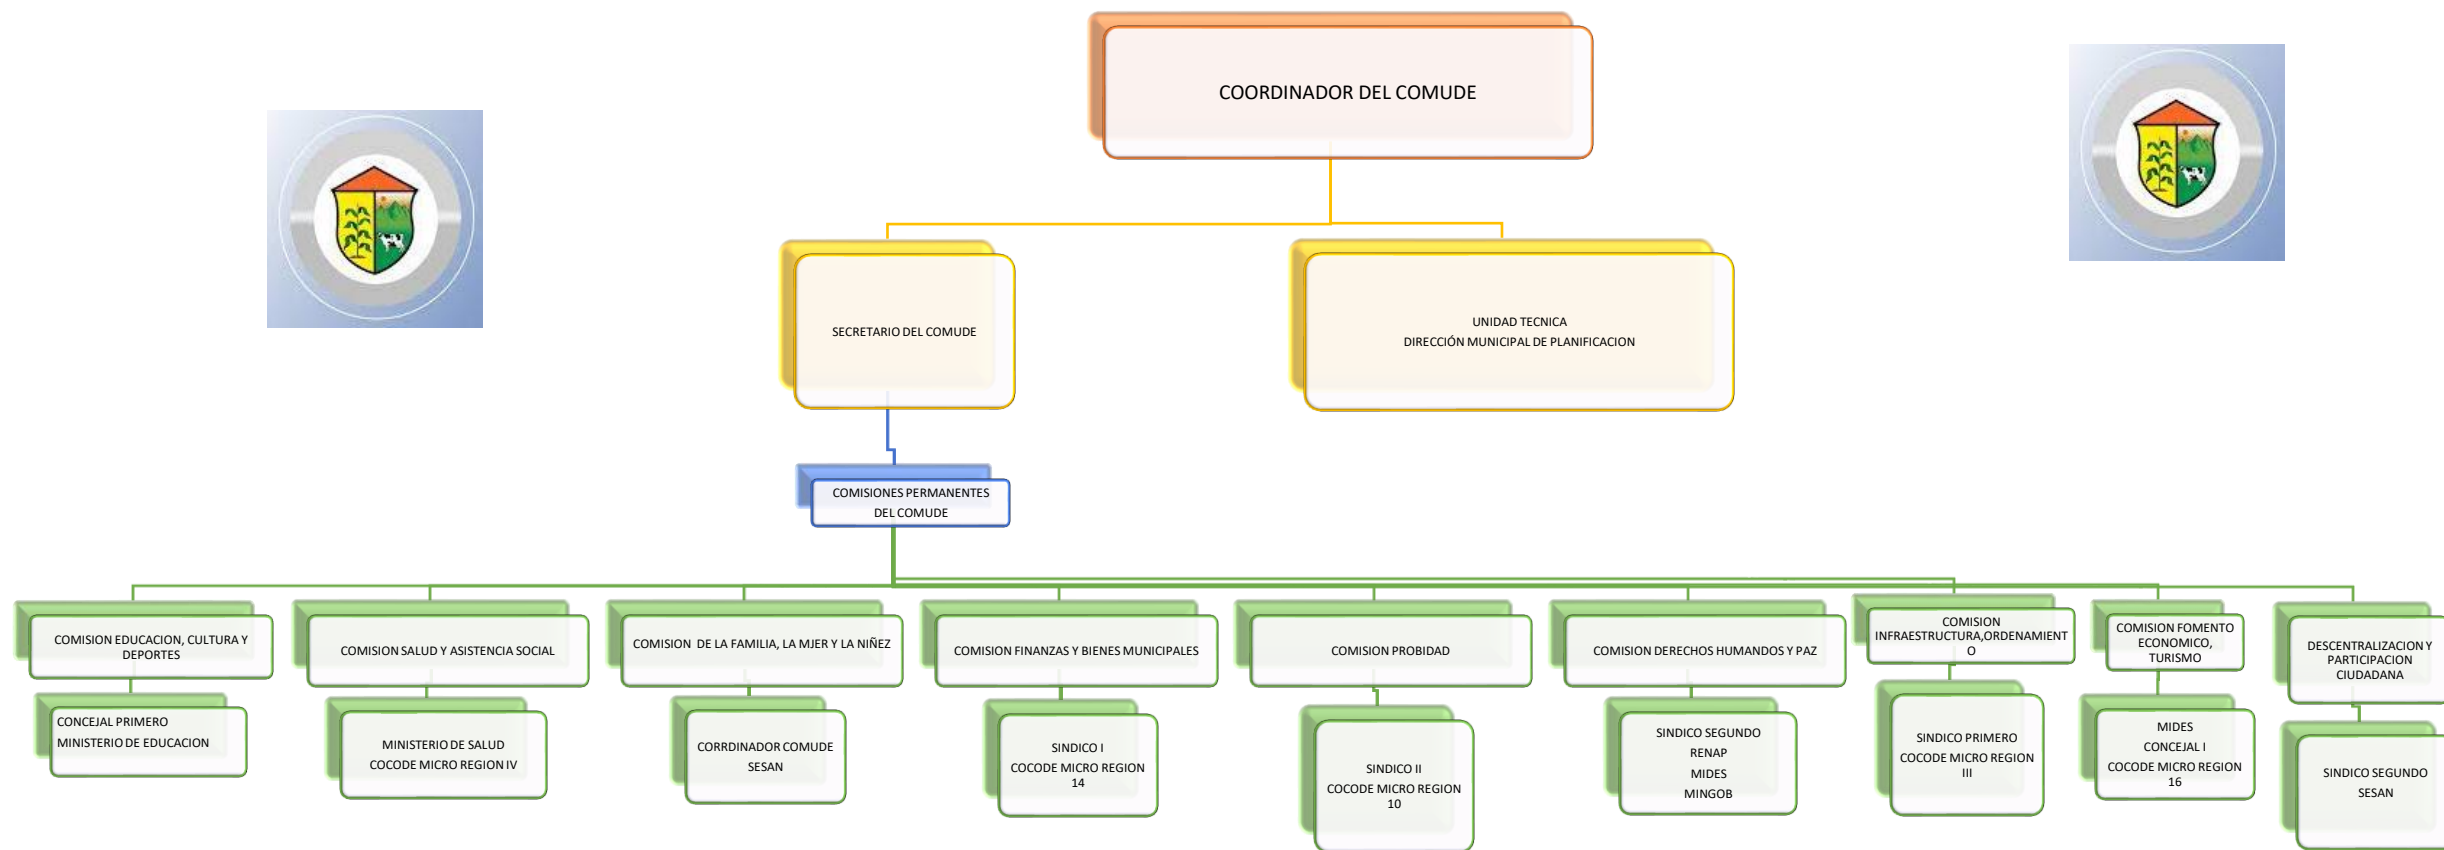 COORDINADOR DEL COMUDE
SECRETARIO DEL COMUDE
UNIDAD TECNICA
DIRECCIÓN MUNICIPAL DE PLANIFICACION
COMISIONES PERMANENTES
DEL COMUDE
COMISION EDUCACION, CULTURA Y
DEPORTES
COMISION SALUD Y ASISTENCIA SOCIAL
COMISION DE LA FAMILIA, LA MJER Y LA NIÑEZ
COMISION FINANZAS Y BIENES MUNICIPALES
COMISION PROBIDAD
COMISION DERECHOS HUMANDOS Y PAZ
COMISION
INFRAESTRUCTURA,ORDENAMIENT
O
COMISION FOMENTO
ECONOMICO,
TURISMO
DESCENTRALIZACION Y
PARTICIPACION
CIUDADANA
CONCEJAL PRIMERO
MINISTERIO DE EDUCACION
MINISTERIO DE SALUD
COCODE MICRO REGION IV
CORRDINADOR COMUDE
SESAN
SINDICO I
COCODE MICRO REGION
14
SINDICO II
COCODE MICRO REGION
10
SINDICO SEGUNDO
RENAP
MIDES
MINGOB
SINDICO PRIMERO
COCODE MICRO REGION
III
MIDES
CONCEJAL I
COCODE MICRO REGION
16
SINDICO SEGUNDO
SESAN